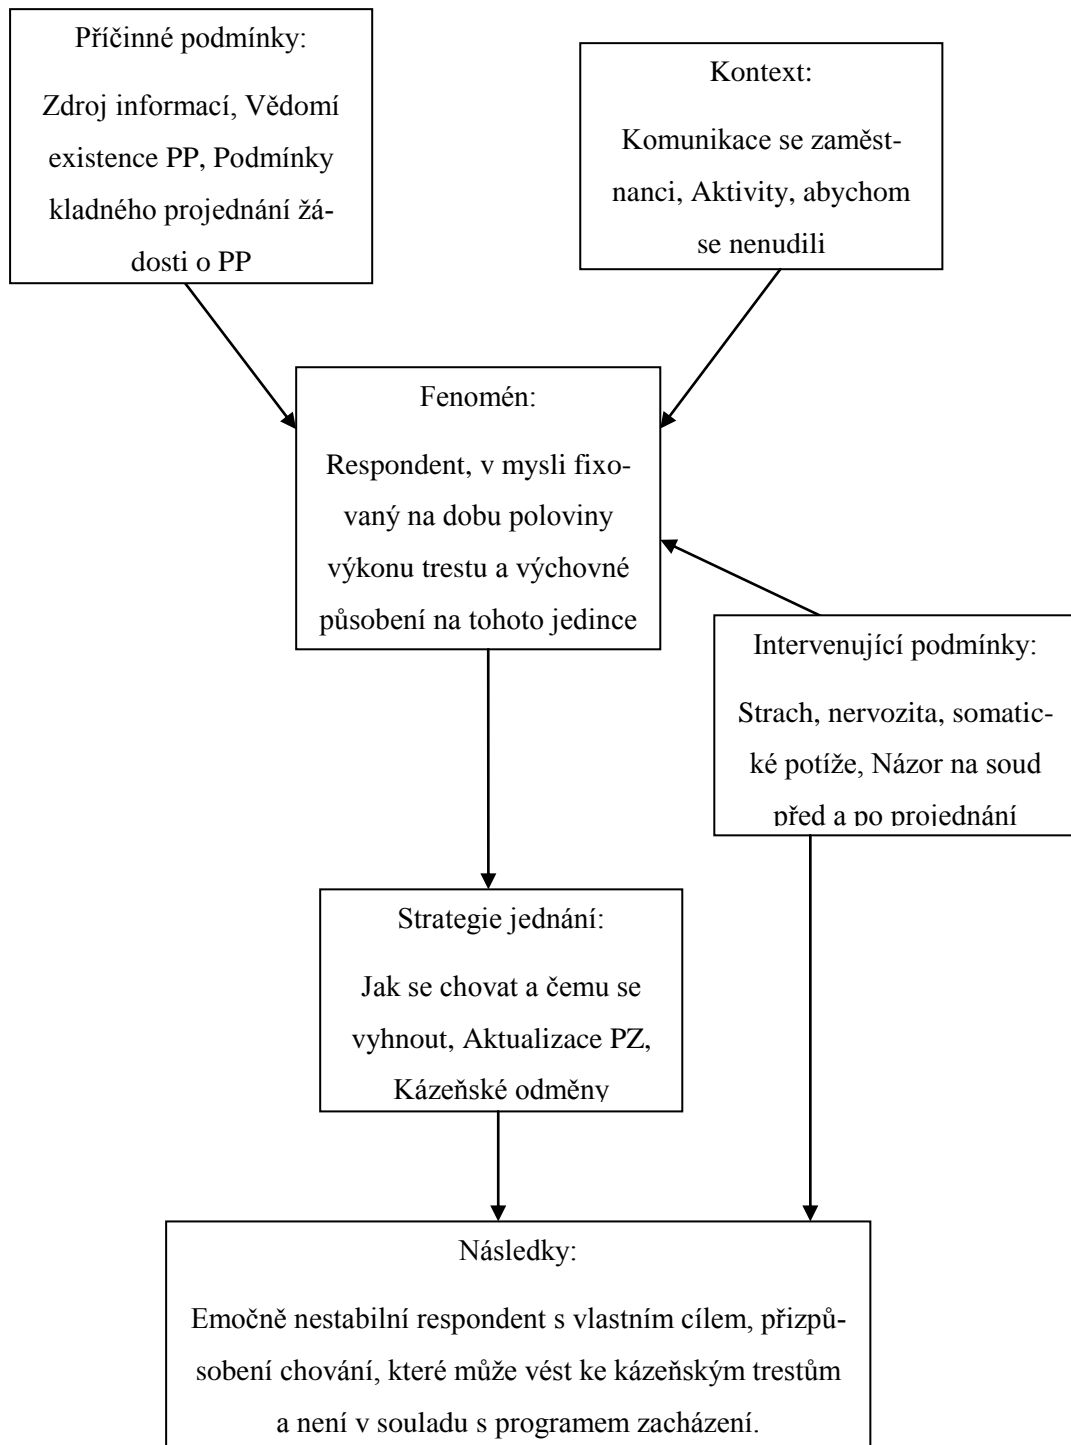 Příčinné podmínky:
Zdroj informací, Vědomí
existence PP, Podmínky
kladného projednání žá-
dosti o PP
Kontext:
Komunikace se zaměst-
nanci, Aktivity, abychom
se nenudili
Fenomén:
Respondent, v mysli fixo-
vaný na dobu poloviny
výkonu trestu a výchovné
působení na tohoto jedince
Intervenující podmínky:
Strach, nervozita, somatic-
ké potíže, Názor na soud
před a po projednání
Strategie jednání:
Jak se chovat a čemu se
vyhnout, Aktualizace PZ,
Kázeňské odměny
Následky:
Emočně nestabilní respondent s vlastním cílem, přizpů-
sobení chování, které může vést ke kázeňským trestům
a není v souladu s programem zacházení.